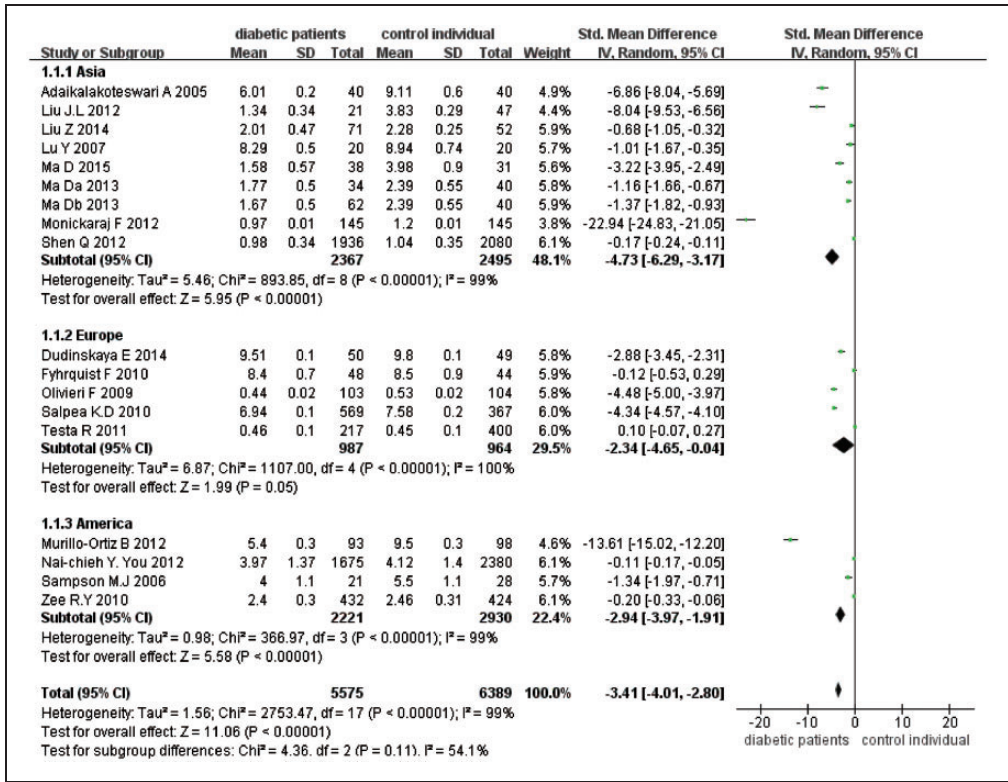 diabetic patients control individual Std. Mean Difference Std. Mean Difference
Study or Subgroup Mean SD Total Mean SD Total Weight IV, Random, 95% CI IV, Random, 95% CI
1.1.1 Asia
Adaikalakoteswari A 2005 6.01 0.2 40 9.11 0.6 40 4.9% -6.86 [-8.04, -5.69]
Liu J.L 2012 1.34 0.34 21 3.83 0.29 47 4.4% -8.04 [-9.53, -6.56]
Liu Z 2014 2.01 0.47 71 2.28 0.25 52 6.0% -0.68 [-1.05, -0.32]
Lu Y 2007 8.29 0.5 20 8.94 0.74 20 5.7% -1.01 [-1.67, -0.35]
Ma D 2015 1.58 0.57 38 3.98 0.9 31 5.6% -3.22 [-3.95, -2.49]
Ma Da 2013 1.77 0.5 34 2.39 0.55 40 5.9% -1.16 [-1.66, -0.67]
Ma Db 2013 1.67 0.5 62 2.39 0.55 40 5.9% -1.37 [-1.82, -0.93]
Monickaraj F 2012 0.97 0.01 145 1.2 0.01 145 3.8% -22.94 [-24.83, -21.05]
Shen Q 2012 0.98 0.34 1936 1.04 0.35 2080 6.1% -0.17 [-0.24, -0.11]
Subtotal (95% CI) 2367 2495 48.1% -4.73 [-6.29, -3.17]
Heterogeneity: Tau² = 5.46; Chi² = 893.85, df = 8 (P < 0.00001); I² = 99%
Test for overall effect: Z = 5.95 (P < 0.00001)
1.1.2 Europe
Dudinskaya E 2014 9.51 0.1 50 9.8 0.1 49 5.8% -2.88 [-3.45, -2.31]
Fyhrquist F 2010 8.4 0.7 48 8.5 0.9 44 5.9% -0.12 [-0.53, 0.29]
Olivieri F 2009 0.44 0.02 103 0.53 0.02 104 5.8% -4.48 [-5.00, -3.97]
Salpea K.D 2010 6.94 0.1 569 7.58 0.2 367 6.0% -4.34 [-4.57, -4.10]
Testa R 2011 0.46 0.1 217 0.45 0.1 400 6.0% 0.10 [-0.07, 0.27]
Subtotal (95% CI) 987 964 29.5% -2.34 [-4.65, -0.04]
Heterogeneity: Tau² = 6.87; Chi² = 1107.00, df = 4 (P < 0.00001); I² = 100%
Test for overall effect: Z = 1.99 (P = 0.05)
1.1.3 America
Murillo-Ortiz B 2012 5.4 0.3 93 9.5 0.3 98 4.6% -13.61 [-15.02, -12.20]
Nai-chieh Y. You 2012 3.97 1.37 1675 4.12 1.4 2380 6.1% -0.11 [-0.17, -0.05]
Sampson M.J 2006 4 1.1 21 5.5 1.1 28 5.7% -1.34 [-1.97, -0.71]
Zee R.Y 2010 2.4 0.3 432 2.46 0.31 424 6.1% -0.20 [-0.33, -0.06]
Subtotal (95% CI) 2221 2930 22.4% -2.94 [-3.97, -1.91]
Heterogeneity: Tau² = 0.98; Chi² = 366.97, df = 3 (P < 0.00001); I² = 99%
Test for overall effect: Z = 5.58 (P < 0.00001)
Total (95% CI) 5575 6389 100.0% -3.41 [-4.01, -2.80]
Heterogeneity: Tau² = 1.56; Chi² = 2753.47, df = 17 (P < 0.00001); I² = 99%
Test for overall effect: Z = 11.06 (P < 0.00001)
Test for subgroup differences: Chi² = 4.36. df = 2 (P = 0.11). I² = 54.1%
-20 -10 0 10 20
diabetic patients control individual